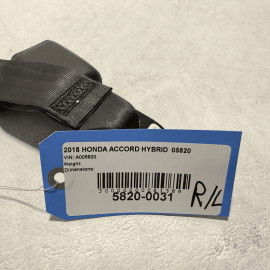 2018 HONDA ACCORD HYBRID 05820
VIN: A005820
Weight:
Dimensions:
5820-0031
R/L